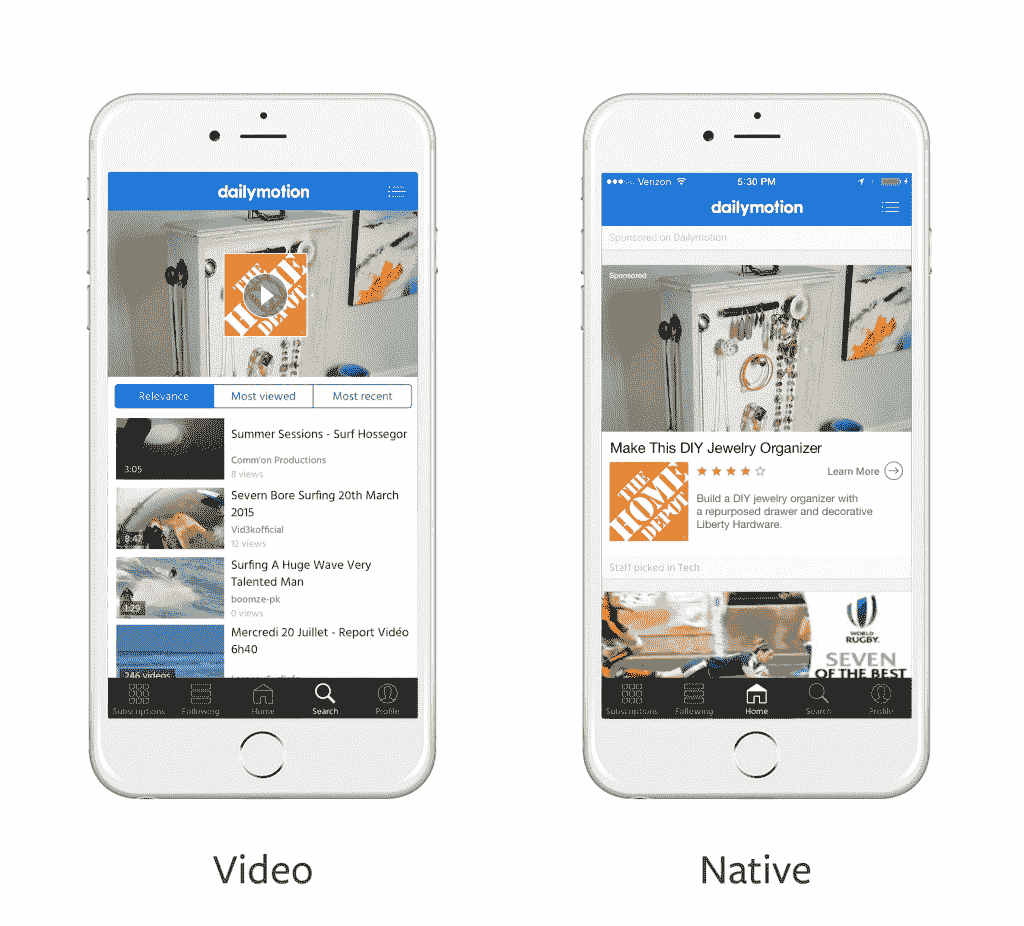 dailymotion
THE
HOME
DEPOT
Relevance
Most viewed
Most recent
3:05
Summer Sessions - Surf Hossegor
Comm'on Productions
8 views
8:47
Severn Bore Surfing 20th March
2015
Vid3kofficial
12 views
1:29
Surfing A Huge Wave Very
Talented Man
boomze-pk
0 views
246 videos
Mercredi 20 Juillet - Report Vidéo
6h40
Subscriptions
Following
Home
Search
Profile
Video
Verizon
5:30 PM
dailymotion
Sponsored on Dailymotion
Sponsored
Make This DIY Jewelry Organizer
THE
HOME
DEPOT
Learn More
Build a DIY jewelry organizer with
a repurposed drawer and decorative
Liberty Hardware.
Staff picked in Tech
WORLD
RUGBY.
SEVEN
OF THE BEST
Subscriptions
Following
Home
Search
Profile
Native